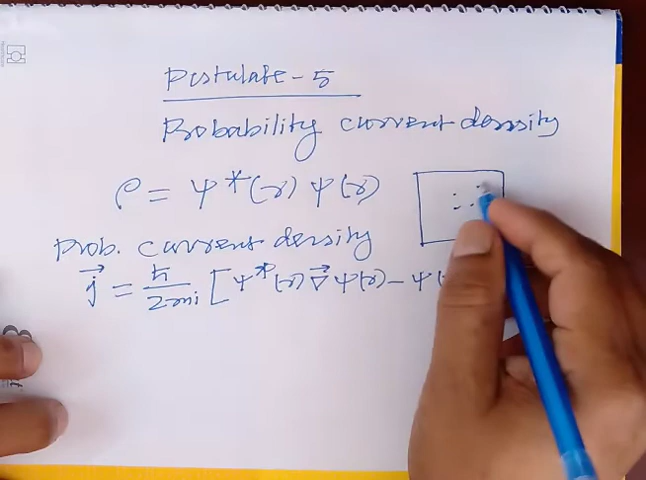 Postulate-5
Probability current density
ρ = ψ*(r) ψ(r)
Prob. current density
j⃗ = ħ/2mi [ψ*(r) ∇⃗ ψ(r) - ψ(